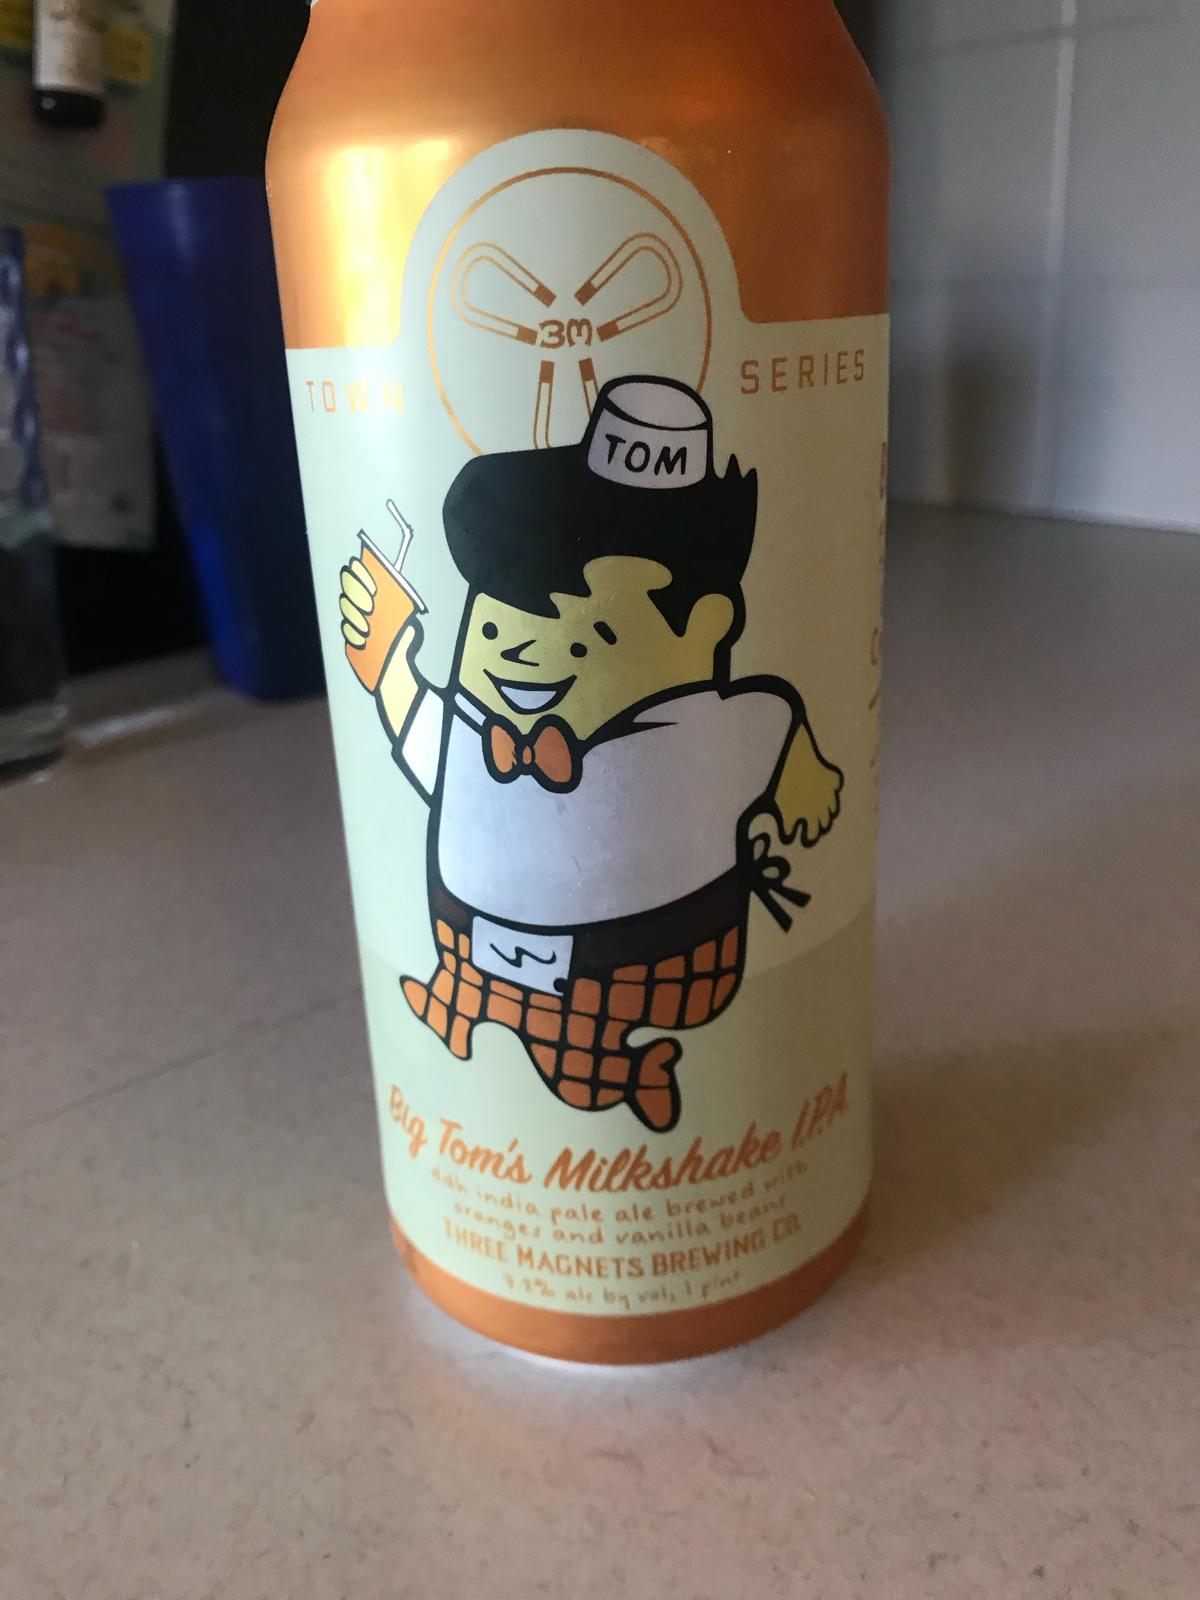 3M
TOWN SERIES
TOM
Big Tom's Milkshake I.P.A.
ddh india pale ale brewed with
oranges and vanilla beans
THREE MAGNETS BREWING CO.
alc by vol, 1 pint